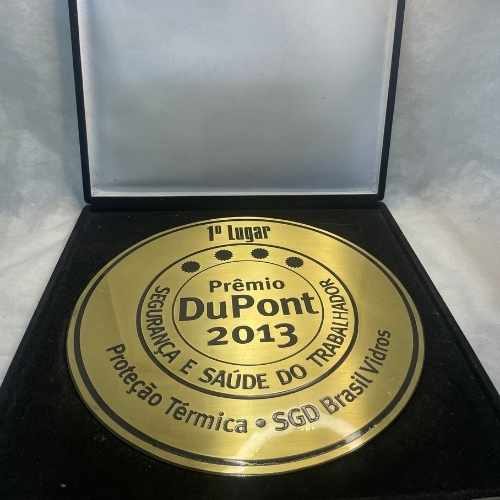 1º Lugar
Prêmio
DuPont
2013
SEGURANÇA E SAÚDE DO TRABALHADOR
Proteção Térmica • SGD Brasil Vidros